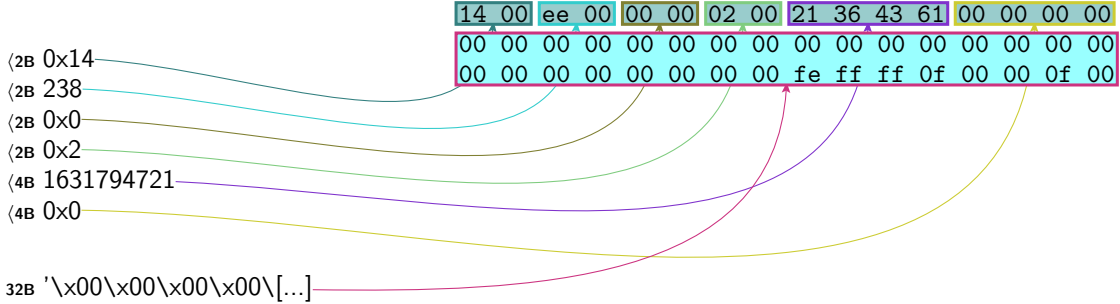 14 00 ee 00 00 00 02 00 21 36 43 61 00 00 00 00
00 00 00 00 00 00 00 00 00 00 00 00 00 00 00 00
00 00 00 00 00 00 00 00 fe ff ff 0f 00 00 0f 00
⟨2B 0x14
⟨2B 238
⟨2B 0x0
⟨2B 0x2
⟨4B 1631794721
⟨4B 0x0
32B '\x00\x00\x00\x00\[...]